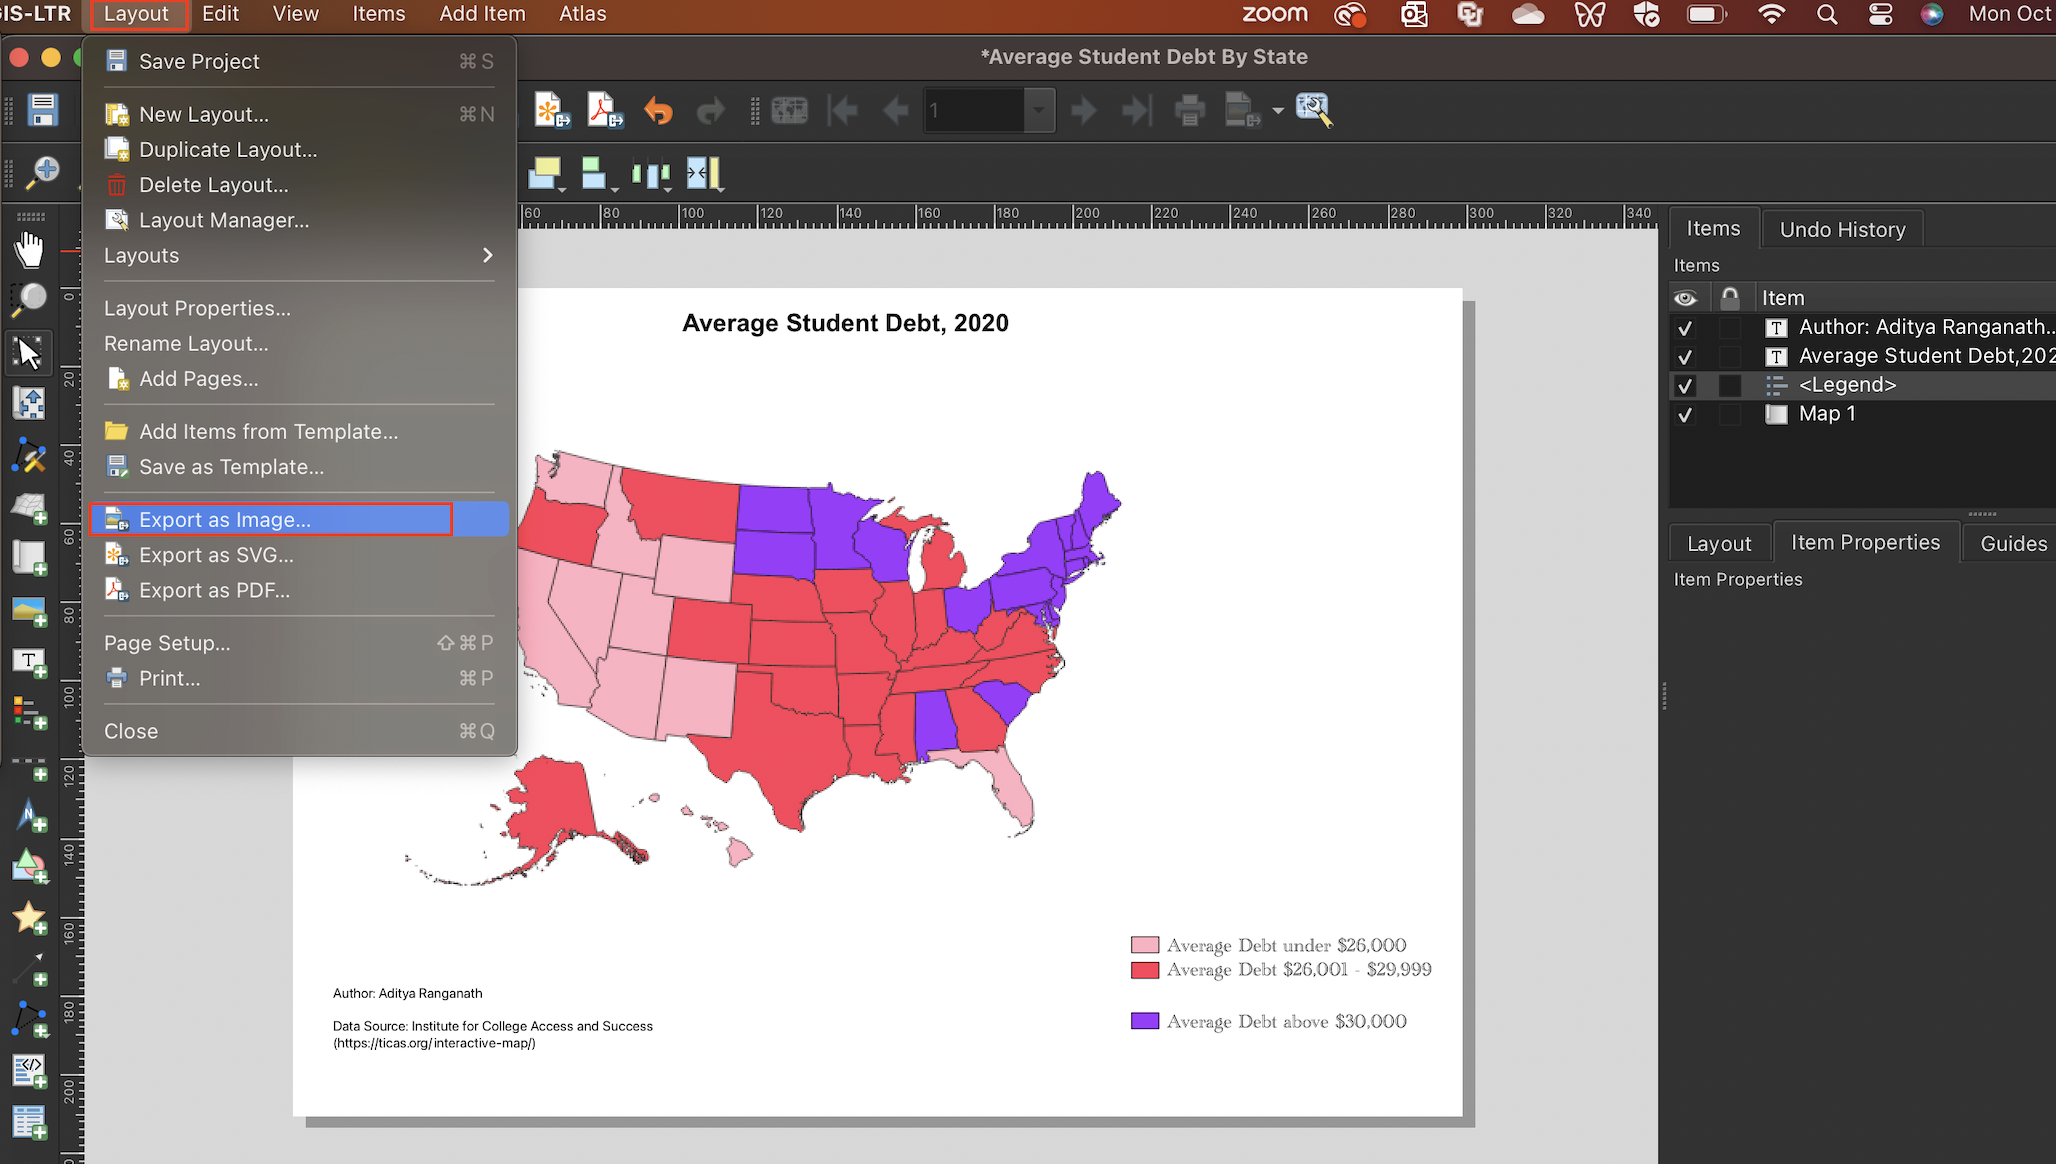 GIS-LTR Layout Edit View Items Add Item Atlas zoom Mon Oct
*Average Student Debt By State
Save Project ⌘ S
New Layout... ⌘ N
Duplicate Layout...
Delete Layout...
Layout Manager...
Layouts
Layout Properties...
Rename Layout...
Add Pages...
Add Items from Template...
Save as Template...
Export as Image...
Export as SVG...
Export as PDF...
Page Setup... ⇧ ⌘ P
Print... ⌘ P
Close ⌘ Q
1
60 80 100 120 140 160 180 200 220 240 260 280 300 320 340
0
20
40
60
80
100
120
140
160
180
200
T
N
</>
Average Student Debt, 2020
Average Debt under $26,000
Average Debt $26,001 - $29,999
Average Debt above $30,000
Author: Aditya Ranganath
Data Source: Institute for College Access and Success
(https://ticas.org/interactive-map/)
Items Undo History
Items
Item
T Author: Aditya Ranganath...
T Average Student Debt,202
<Legend>
Map 1
Layout Item Properties Guides
Item Properties